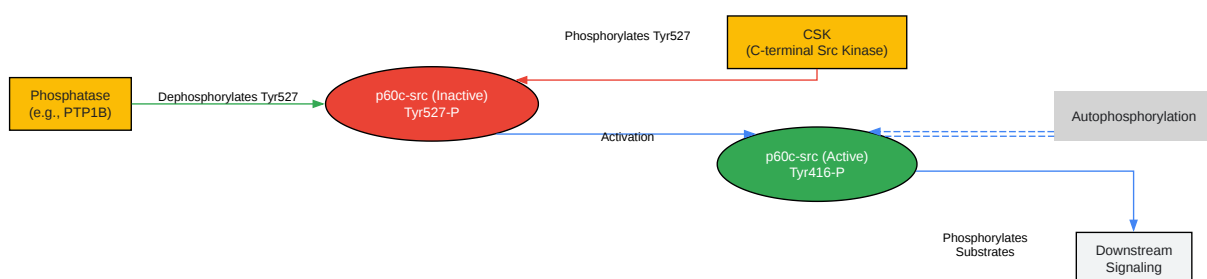 Phosphorylates Tyr527
CSK
(C-terminal Src Kinase)
Phosphatase
(e.g., PTP1B)
Dephosphorylates Tyr527
p60c-src (Inactive)
Tyr527-P
Activation
Autophosphorylation
p60c-src (Active)
Tyr416-P
Phosphorylates
Substrates
Downstream
Signaling